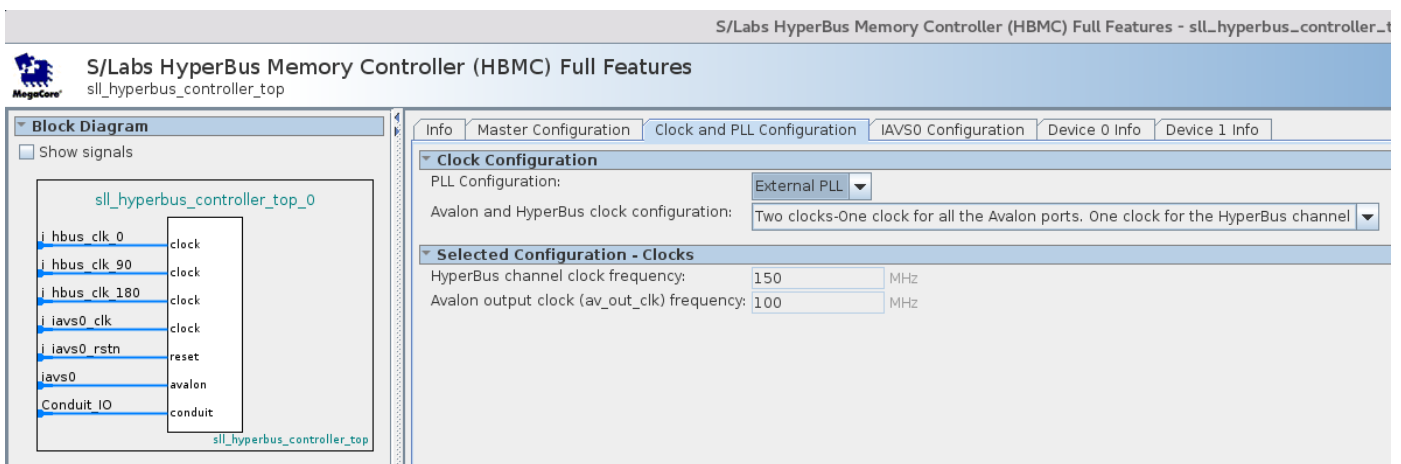 S/Labs HyperBus Memory Controller (HBMC) Full Features - sll_hyperbus_controller_t
S/Labs HyperBus Memory Controller (HBMC) Full Features
sll_hyperbus_controller_top
MegaCore'
Block Diagram
Show signals
sll_hyperbus_controller_top_0
i_hbus_clk_0
clock
i_hbus_clk_90
clock
i_hbus_clk_180
clock
i_iavs0_clk
clock
i_iavs0_rstn
reset
iavs0
avalon
Conduit_IO
conduit
sll_hyperbus_controller_top
Info Master Configuration Clock and PLL Configuration IAVS0 Configuration Device 0 Info Device 1 Info
Clock Configuration
PLL Configuration: External PLL
Avalon and HyperBus clock configuration: Two clocks-One clock for all the Avalon ports. One clock for the HyperBus channel
Selected Configuration - Clocks
HyperBus channel clock frequency: 150 MHz
Avalon output clock (av_out_clk) frequency: 100 MHz